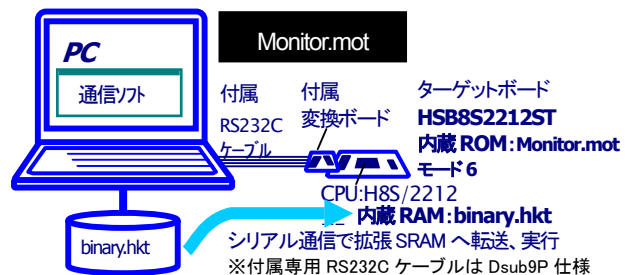 Monitor.mot
PC
通信ソフト
付属
RS232C
ケーブル
付属
変換ボード
ターゲットボード
HSB8S2212ST
内蔵 ROM:Monitor.mot
モード 6
CPU:H8S/2212
内蔵 RAM:binary.hkt
binary.hkt
シリアル通信で拡張 SRAM へ転送、実行
※付属専用 RS232C ケーブルは Dsub9P 仕様